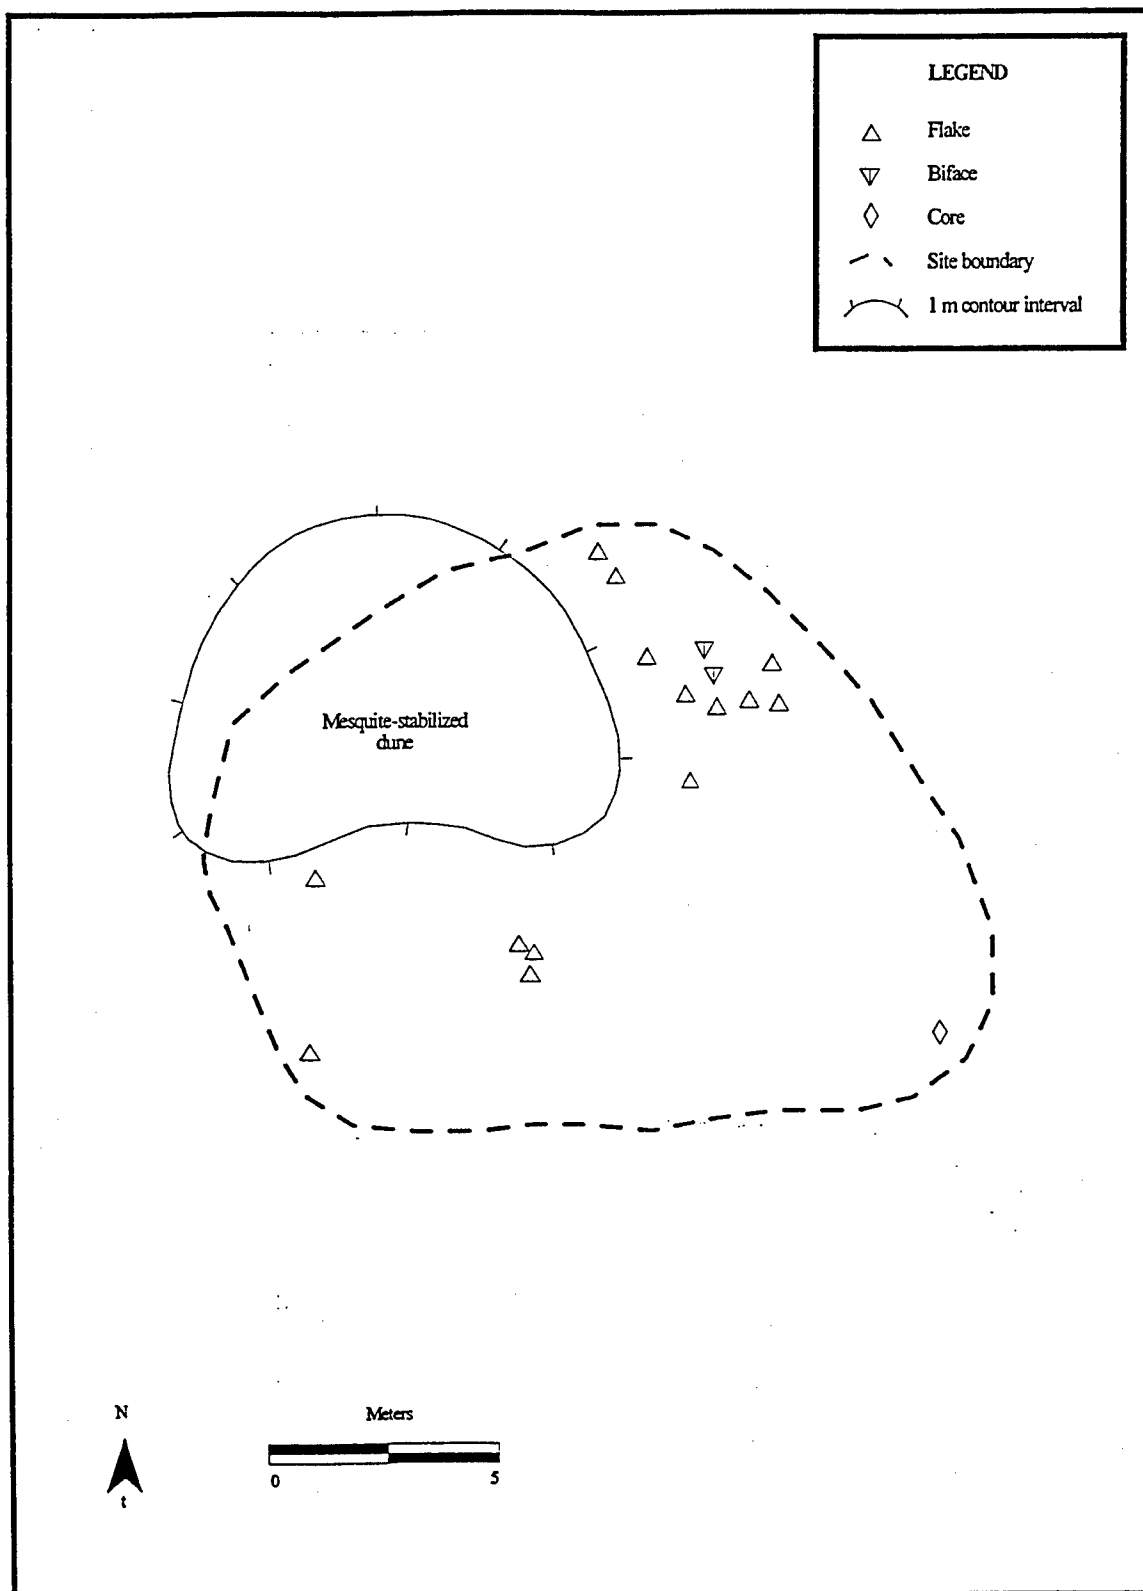 LEGEND
Flake
Biface
Core
Site boundary
1 m contour interval
Mesquite-stabilized
dune
N
Meters
0 5
t